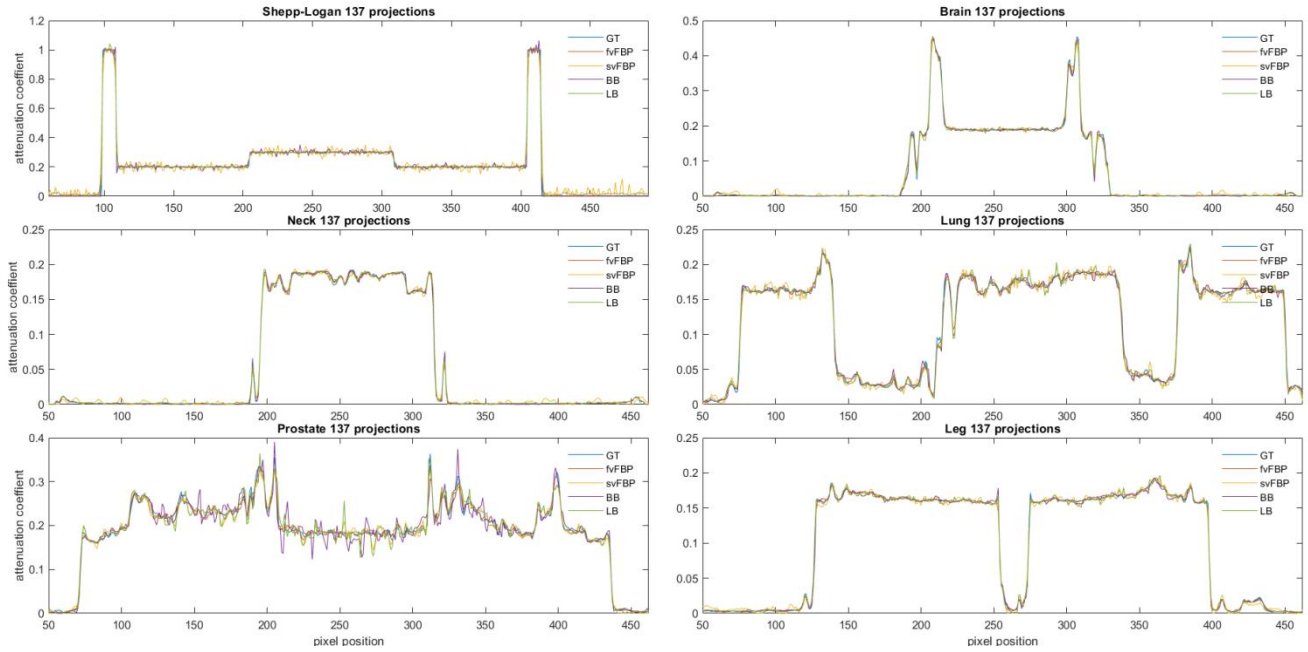 Shepp-Logan 137 projections
1.2
1
0.8
0.6
0.4
0.2
0
attenuation coeffient
GT
fvFBP
svFBP
BB
LB
100 150 200 250 300 350 400 450
Brain 137 projections
0.5
0.4
0.3
0.2
0.1
0
GT
fvFBP
svFBP
BB
LB
50 100 150 200 250 300 350 400 450
Neck 137 projections
0.25
0.2
0.15
0.1
0.05
0
attenuation coeffient
GT
fvFBP
svFBP
BB
LB
50 100 150 200 250 300 350 400 450
Lung 137 projections
0.25
0.2
0.15
0.1
0.05
0
GT
fvFBP
svFBP
BB
LB
50 100 150 200 250 300 350 400 450
Prostate 137 projections
0.4
0.3
0.2
0.1
0
attenuation coeffient
GT
fvFBP
svFBP
BB
LB
50 100 150 200 250 300 350 400 450
pixel position
Leg 137 projections
0.25
0.2
0.15
0.1
0.05
0
GT
fvFBP
svFBP
BB
LB
50 100 150 200 250 300 350 400 450
pixel position